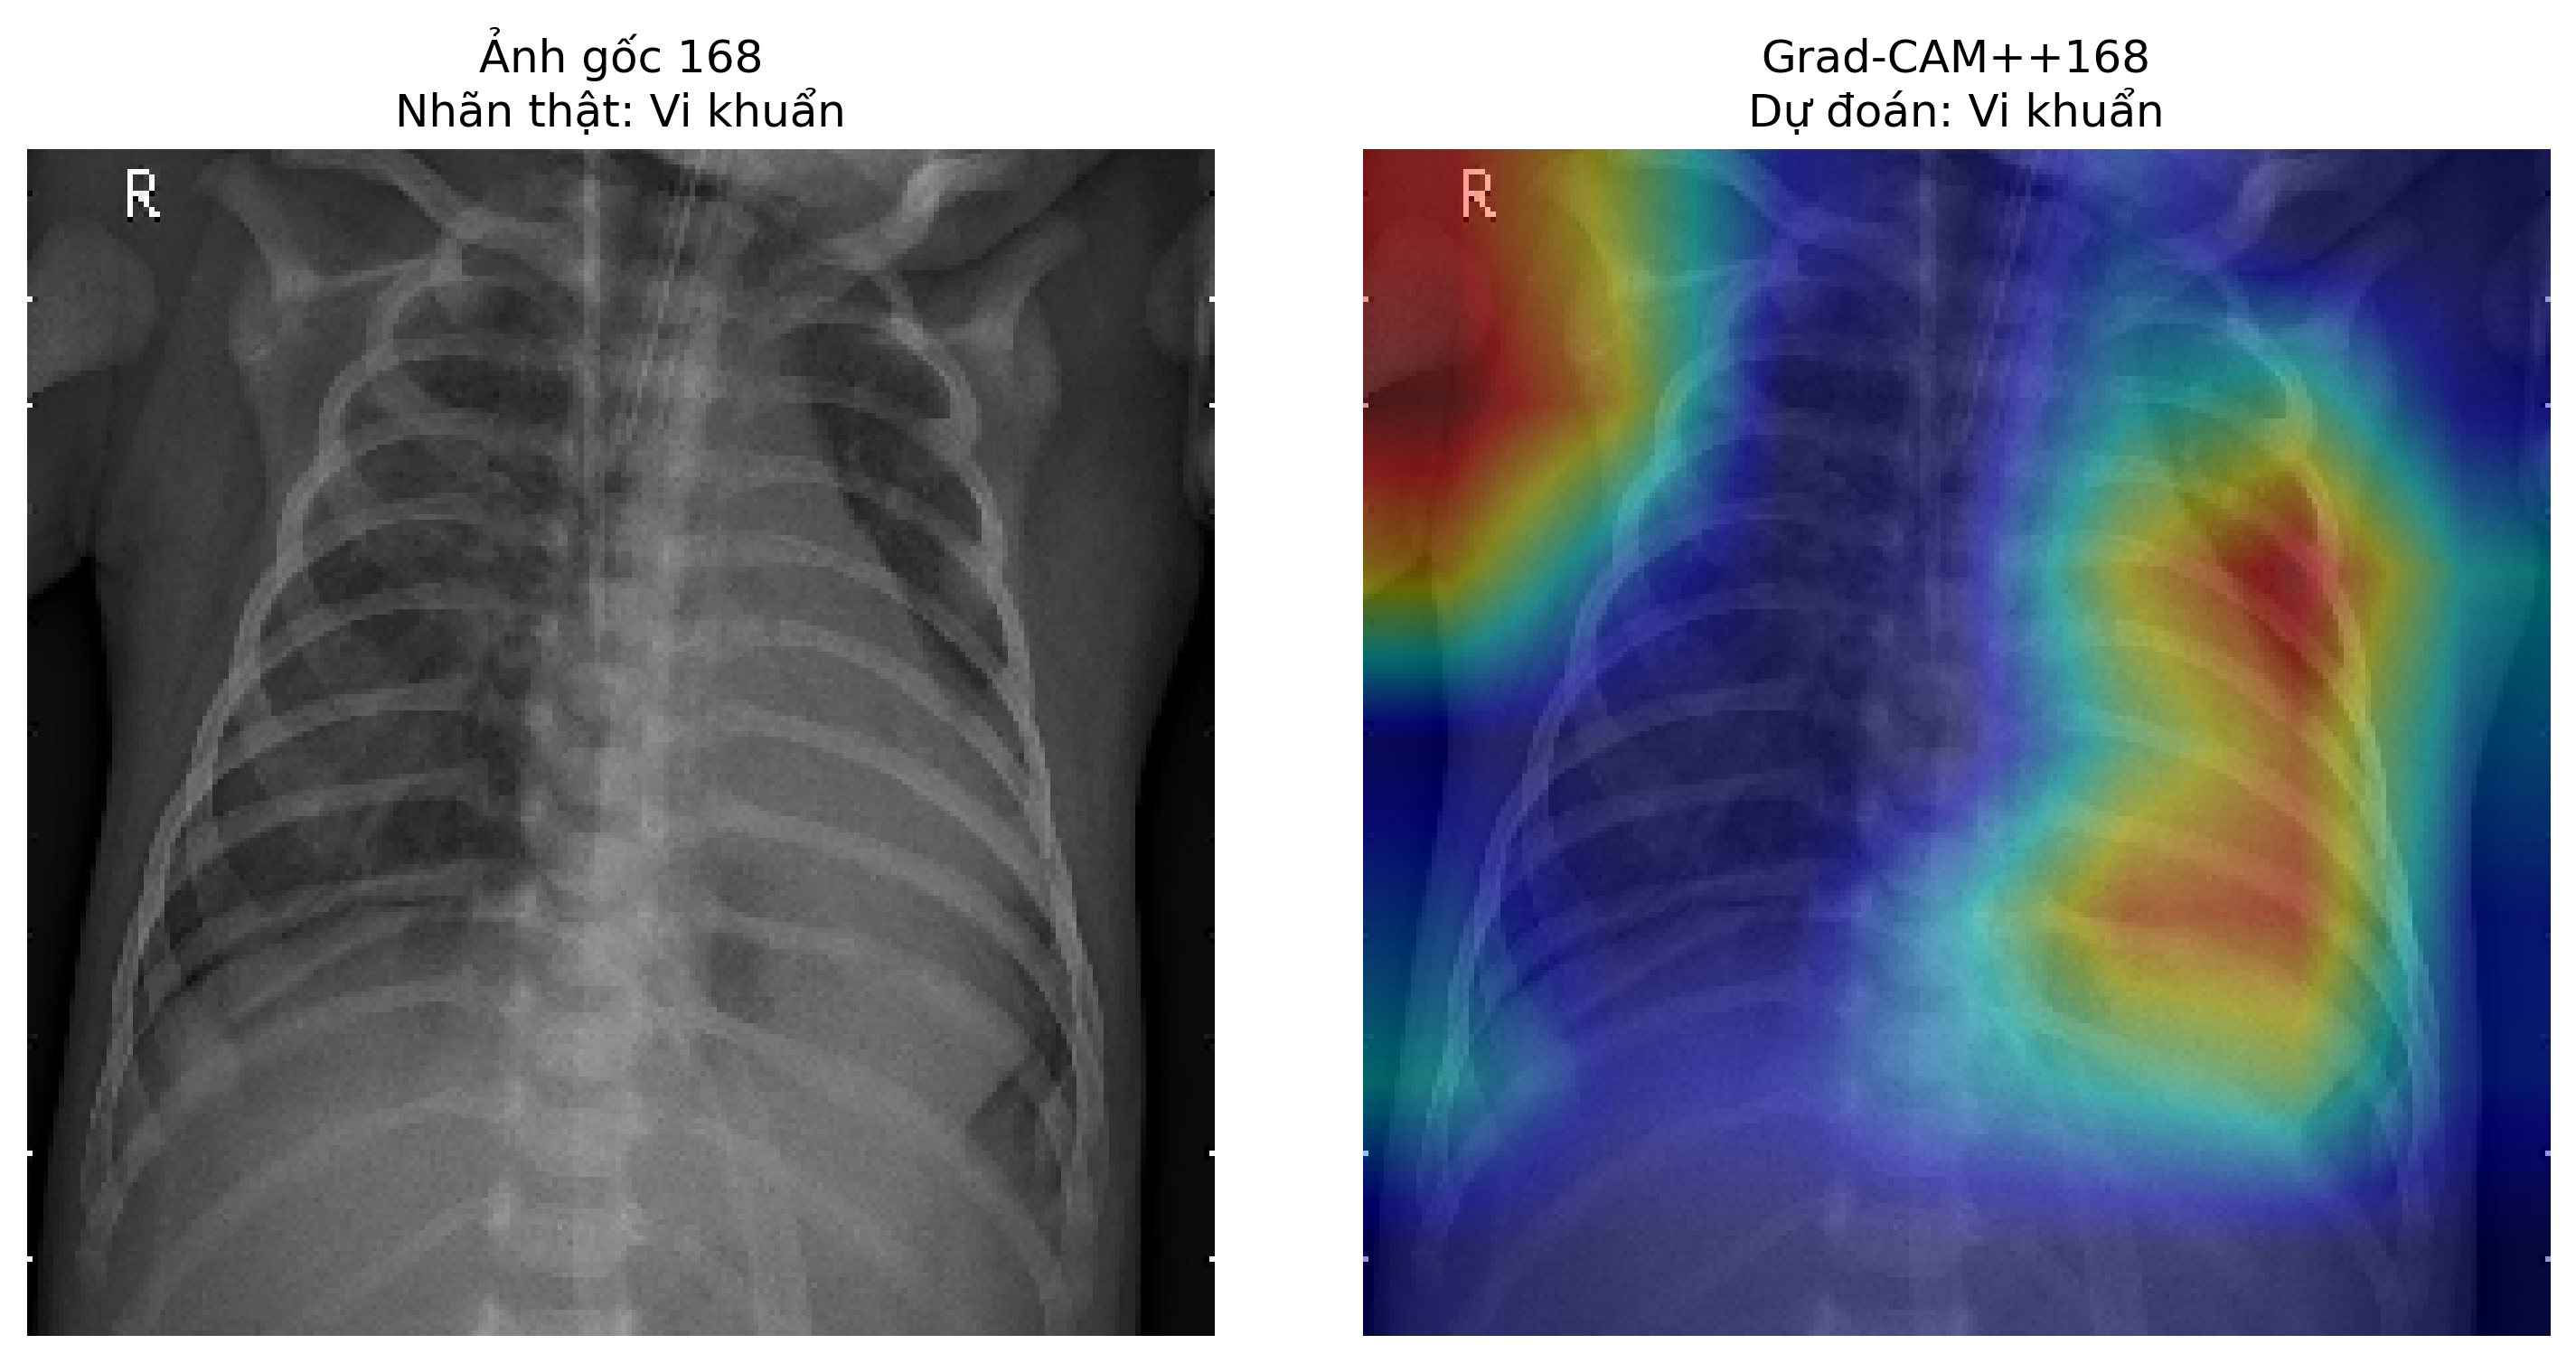 Ảnh gốc 168
Nhãn thật: Vi khuẩn
Grad-CAM++168
Dự đoán: Vi khuẩn
R
R